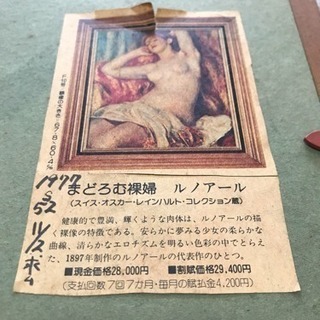 まどろむ裸婦 ルノアール
(スイス・オスカー・レインハルト・コレクション蔵)
健康的で豊満、輝くような肉体は、ルノアールの描
く裸像の特徴である。安らかに夢みる少女の柔らかな
曲線、清らかなエロチズムを明るい色彩の中でとらえ
た、1897年制作のルノアールの代表作のひとつ。
■現金価格28,000円 ■割賦価格29,400円
(支払回数7回7カ月・毎月の賦払金4,200円)
1977
S52
11/2